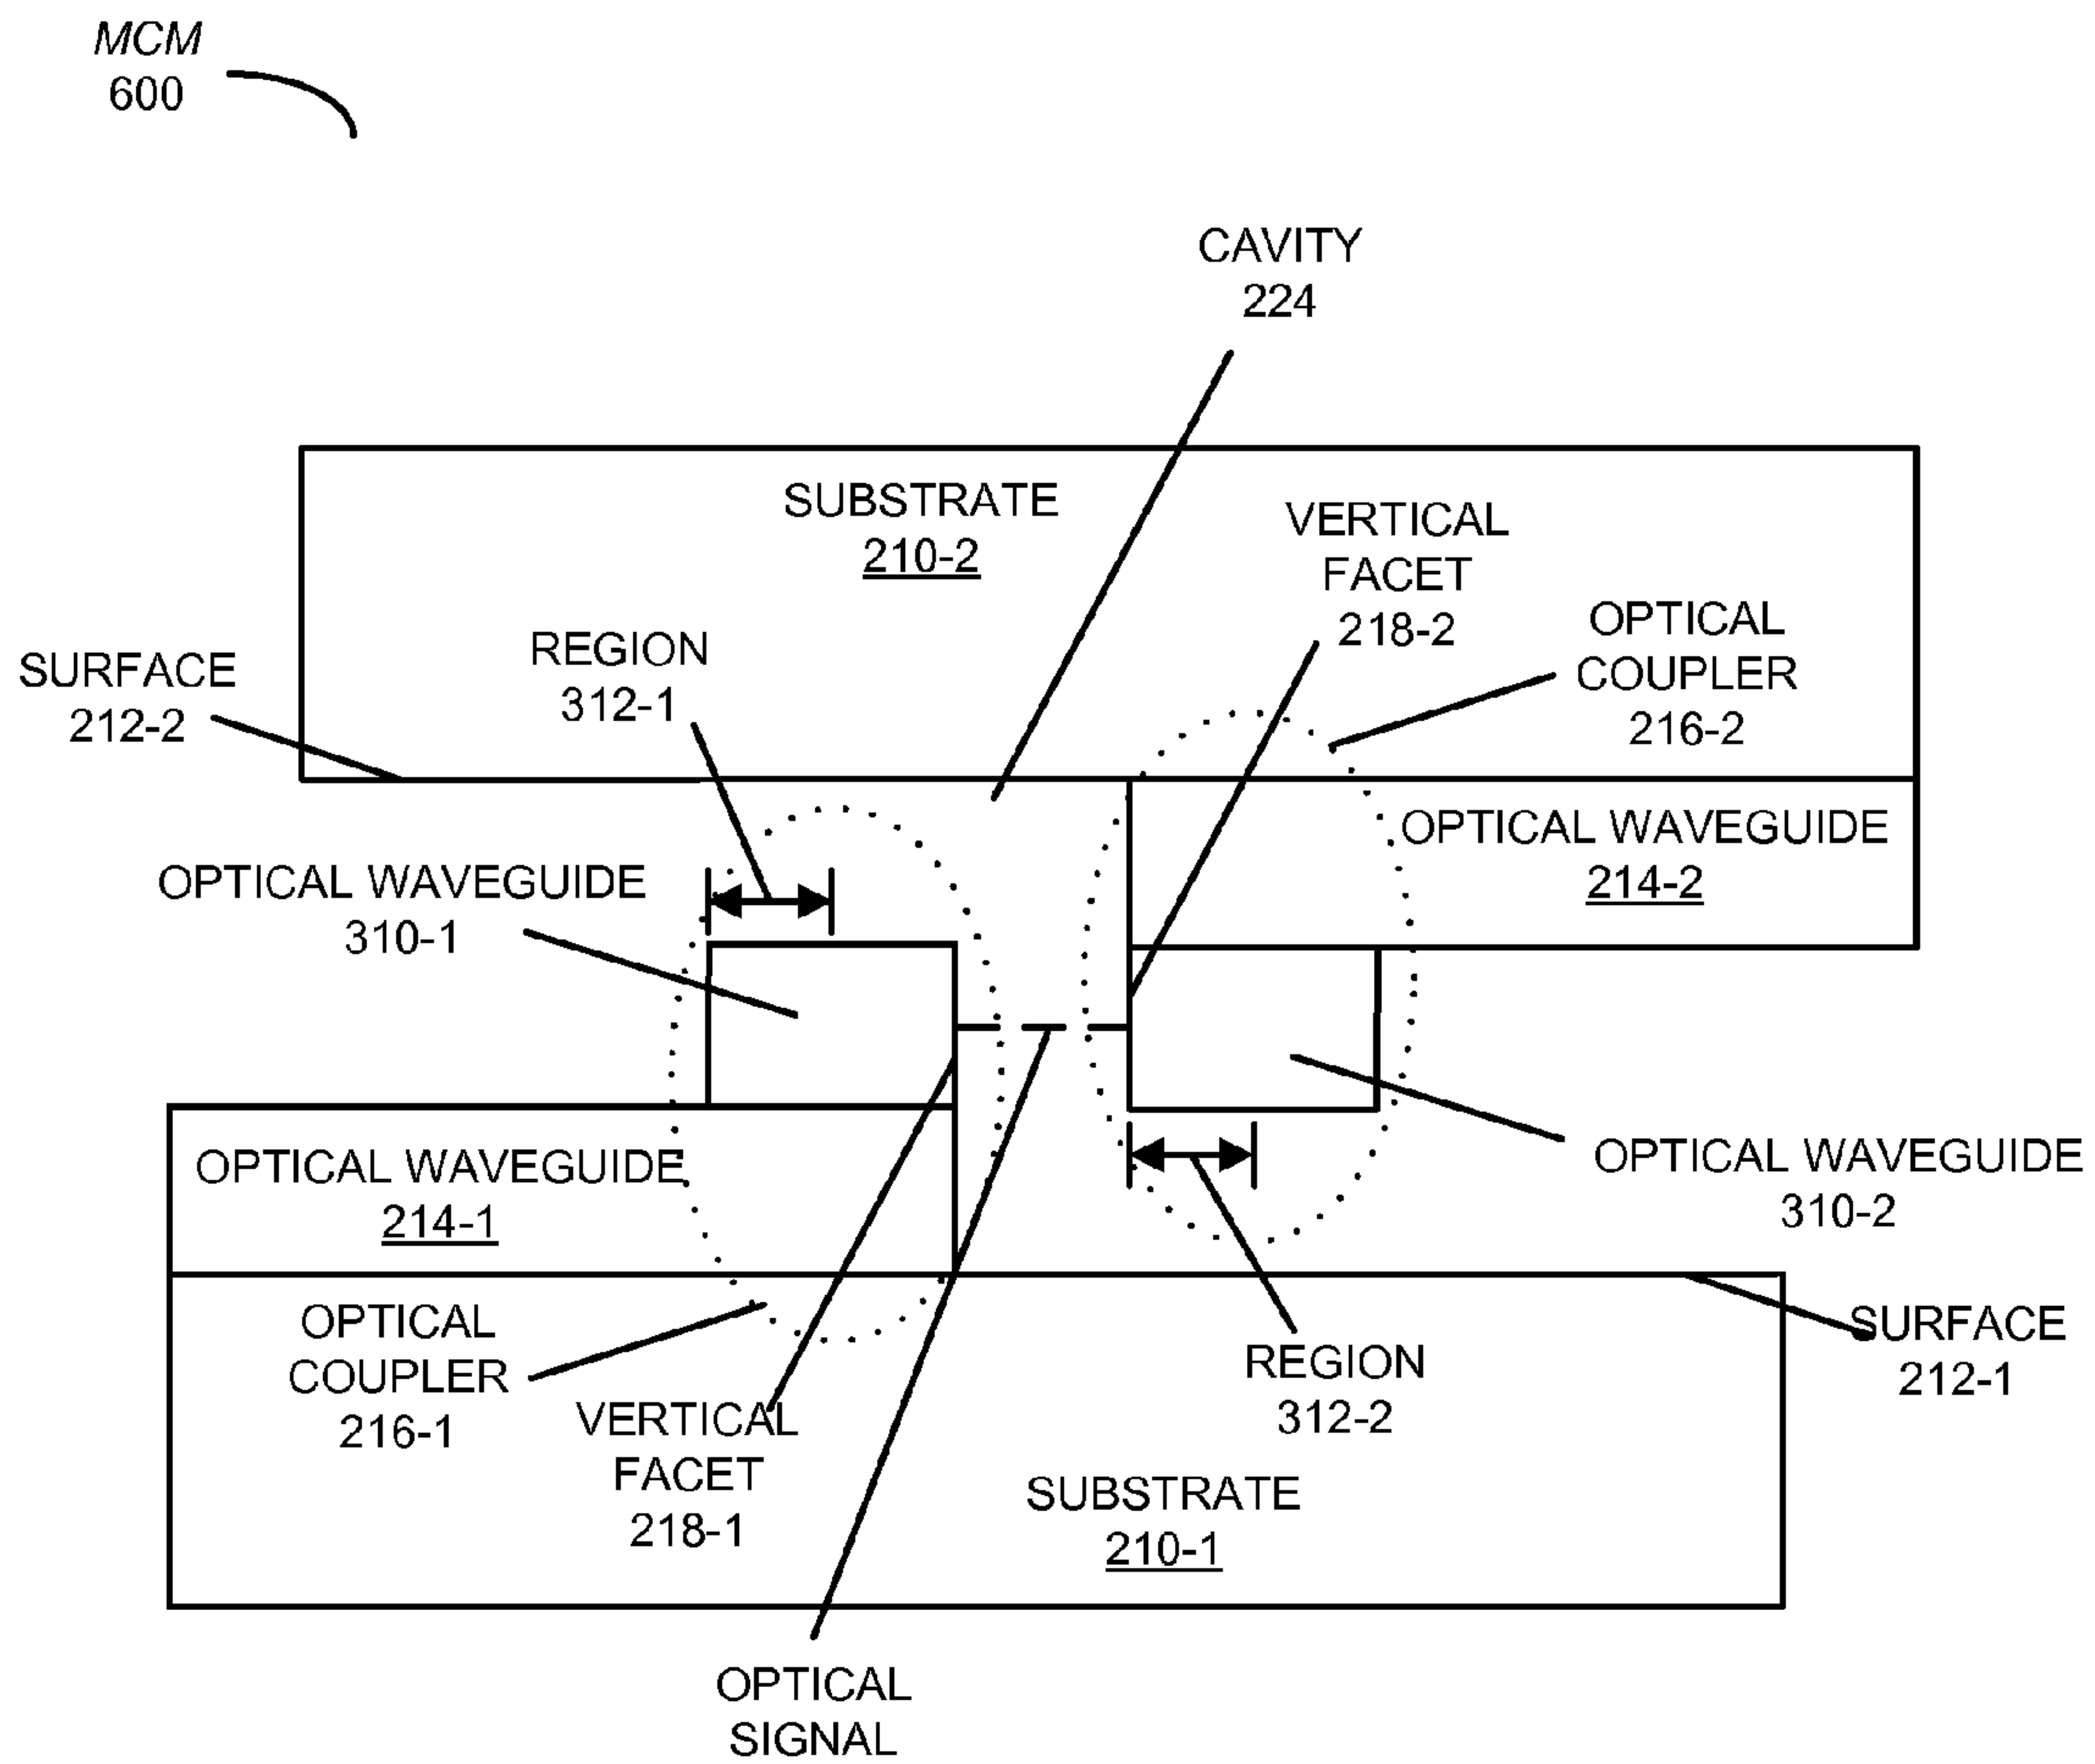 MCM
600
CAVITY
224
SUBSTRATE
210-2
VERTICAL
FACET
218-2
OPTICAL
COUPLER
216-2
REGION
312-1
SURFACE
212-2
OPTICAL WAVEGUIDE
214-2
OPTICAL WAVEGUIDE
310-1
OPTICAL WAVEGUIDE
214-1
OPTICAL WAVEGUIDE
310-2
OPTICAL
COUPLER
216-1
VERTICAL
FACET
218-1
REGION
312-2
SURFACE
212-1
SUBSTRATE
210-1
OPTICAL
SIGNAL